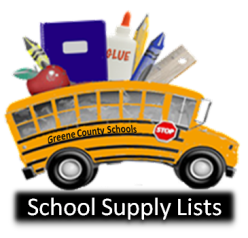 GLUE
Greene County Schools
STOP
School Supply Lists